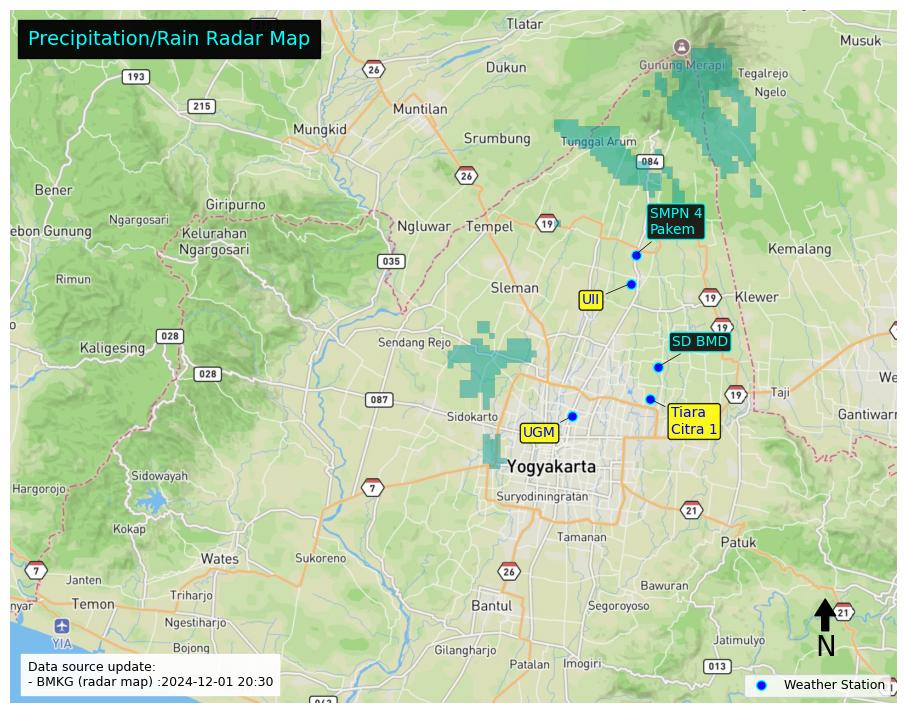 Precipitation/Rain Radar Map
Tlatar
Musuk
26
Gunung Merapi
Tegalrejo
193
Dukun
Ngelo
215
Muntilan
Mungkid
Srumbung
Tunggal Arum
084
26
Bener
Giripurno
SMPN 4
Pakem
Ngargosari
Ngluwar
Tempel
19
ebon Gunung
Kelurahan
Ngargosari
Kemalang
035
Rimun
Sleman
UII
19
Klewer
19
028
Sendang Rejo
SD BMD
Kaligesing
028
We
087
19
Taji
Sidokarto
Tiara
Citra 1
Gantiwarn
UGM
Yogyakarta
Sidowayah
Hargorojo
7
Suryodiningratan
21
Kokap
Tamanan
Patuk
Wates
Sukoreno
7
26
Janten
Bawuran
Triharjo
nyar
Temon
Bantul
Segoroyoso
21
Ngestiharjo
YIA
Jatimulyo
N
Bojong
Gilangharjo
Patalan
Imogiri
013
Data source update:
- BMKG (radar map) :2024-12-01 20:30
Weather Station